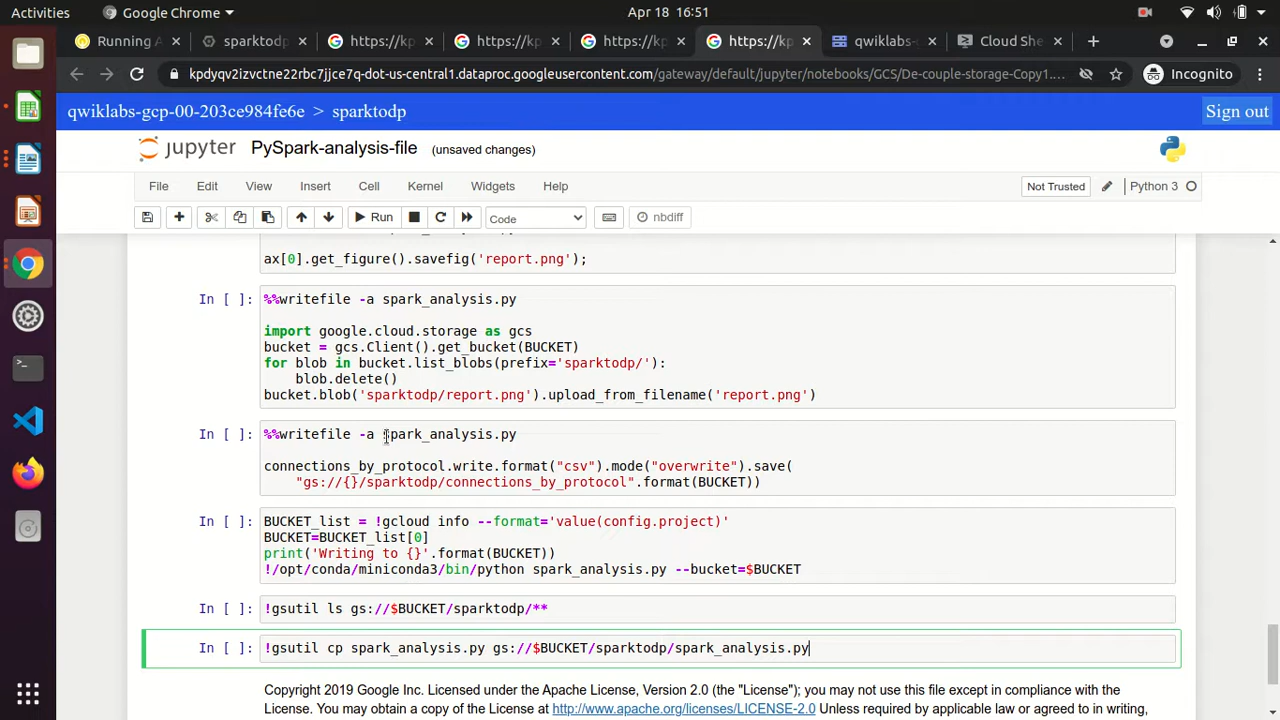 Activities
Google Chrome
Apr 18 16:51
Running A
sparktodp
https://kp
https://kp
https://kp
https://kp
qwiklabs-
Cloud She
kpdyqv2izvctne22rbc7jjce7q-dot-us-central1.dataproc.googleusercontent.com/gateway/default/jupyter/notebooks/GCS/De-couple-storage-Copy1....
Incognito
qwiklabs-gcp-00-203ce984fe6e > sparktodp
Sign out
jupyter PySpark-analysis-file (unsaved changes)
File Edit View Insert Cell Kernel Widgets Help
Not Trusted
Python 3
Run
Code
nbdiff
ax[0].get_figure().savefig('report.png');
In [ ]: %%writefile -a spark_analysis.py
import google.cloud.storage as gcs
bucket = gcs.Client().get_bucket(BUCKET)
for blob in bucket.list_blobs(prefix='sparktodp/'):
blob.delete()
bucket.blob('sparktodp/report.png').upload_from_filename('report.png')
In [ ]: %%writefile -a spark_analysis.py
connections_by_protocol.write.format("csv").mode("overwrite").save(
"gs://{}/sparktodp/connections_by_protocol".format(BUCKET))
In [ ]: BUCKET_list = !gcloud info --format='value(config.project)'
BUCKET=BUCKET_list[0]
print('Writing to {}'.format(BUCKET))
!/opt/conda/miniconda3/bin/python spark_analysis.py --bucket=$BUCKET
In [ ]: !gsutil ls gs://$BUCKET/sparktodp/**
In [ ]: !gsutil cp spark_analysis.py gs://$BUCKET/sparktodp/spark_analysis.py
Copyright 2019 Google Inc. Licensed under the Apache License, Version 2.0 (the "License"); you may not use this file except in compliance with the
License. You may obtain a copy of the License at http://www.apache.org/licenses/LICENSE-2.0 Unless required by applicable law or agreed to in writing,